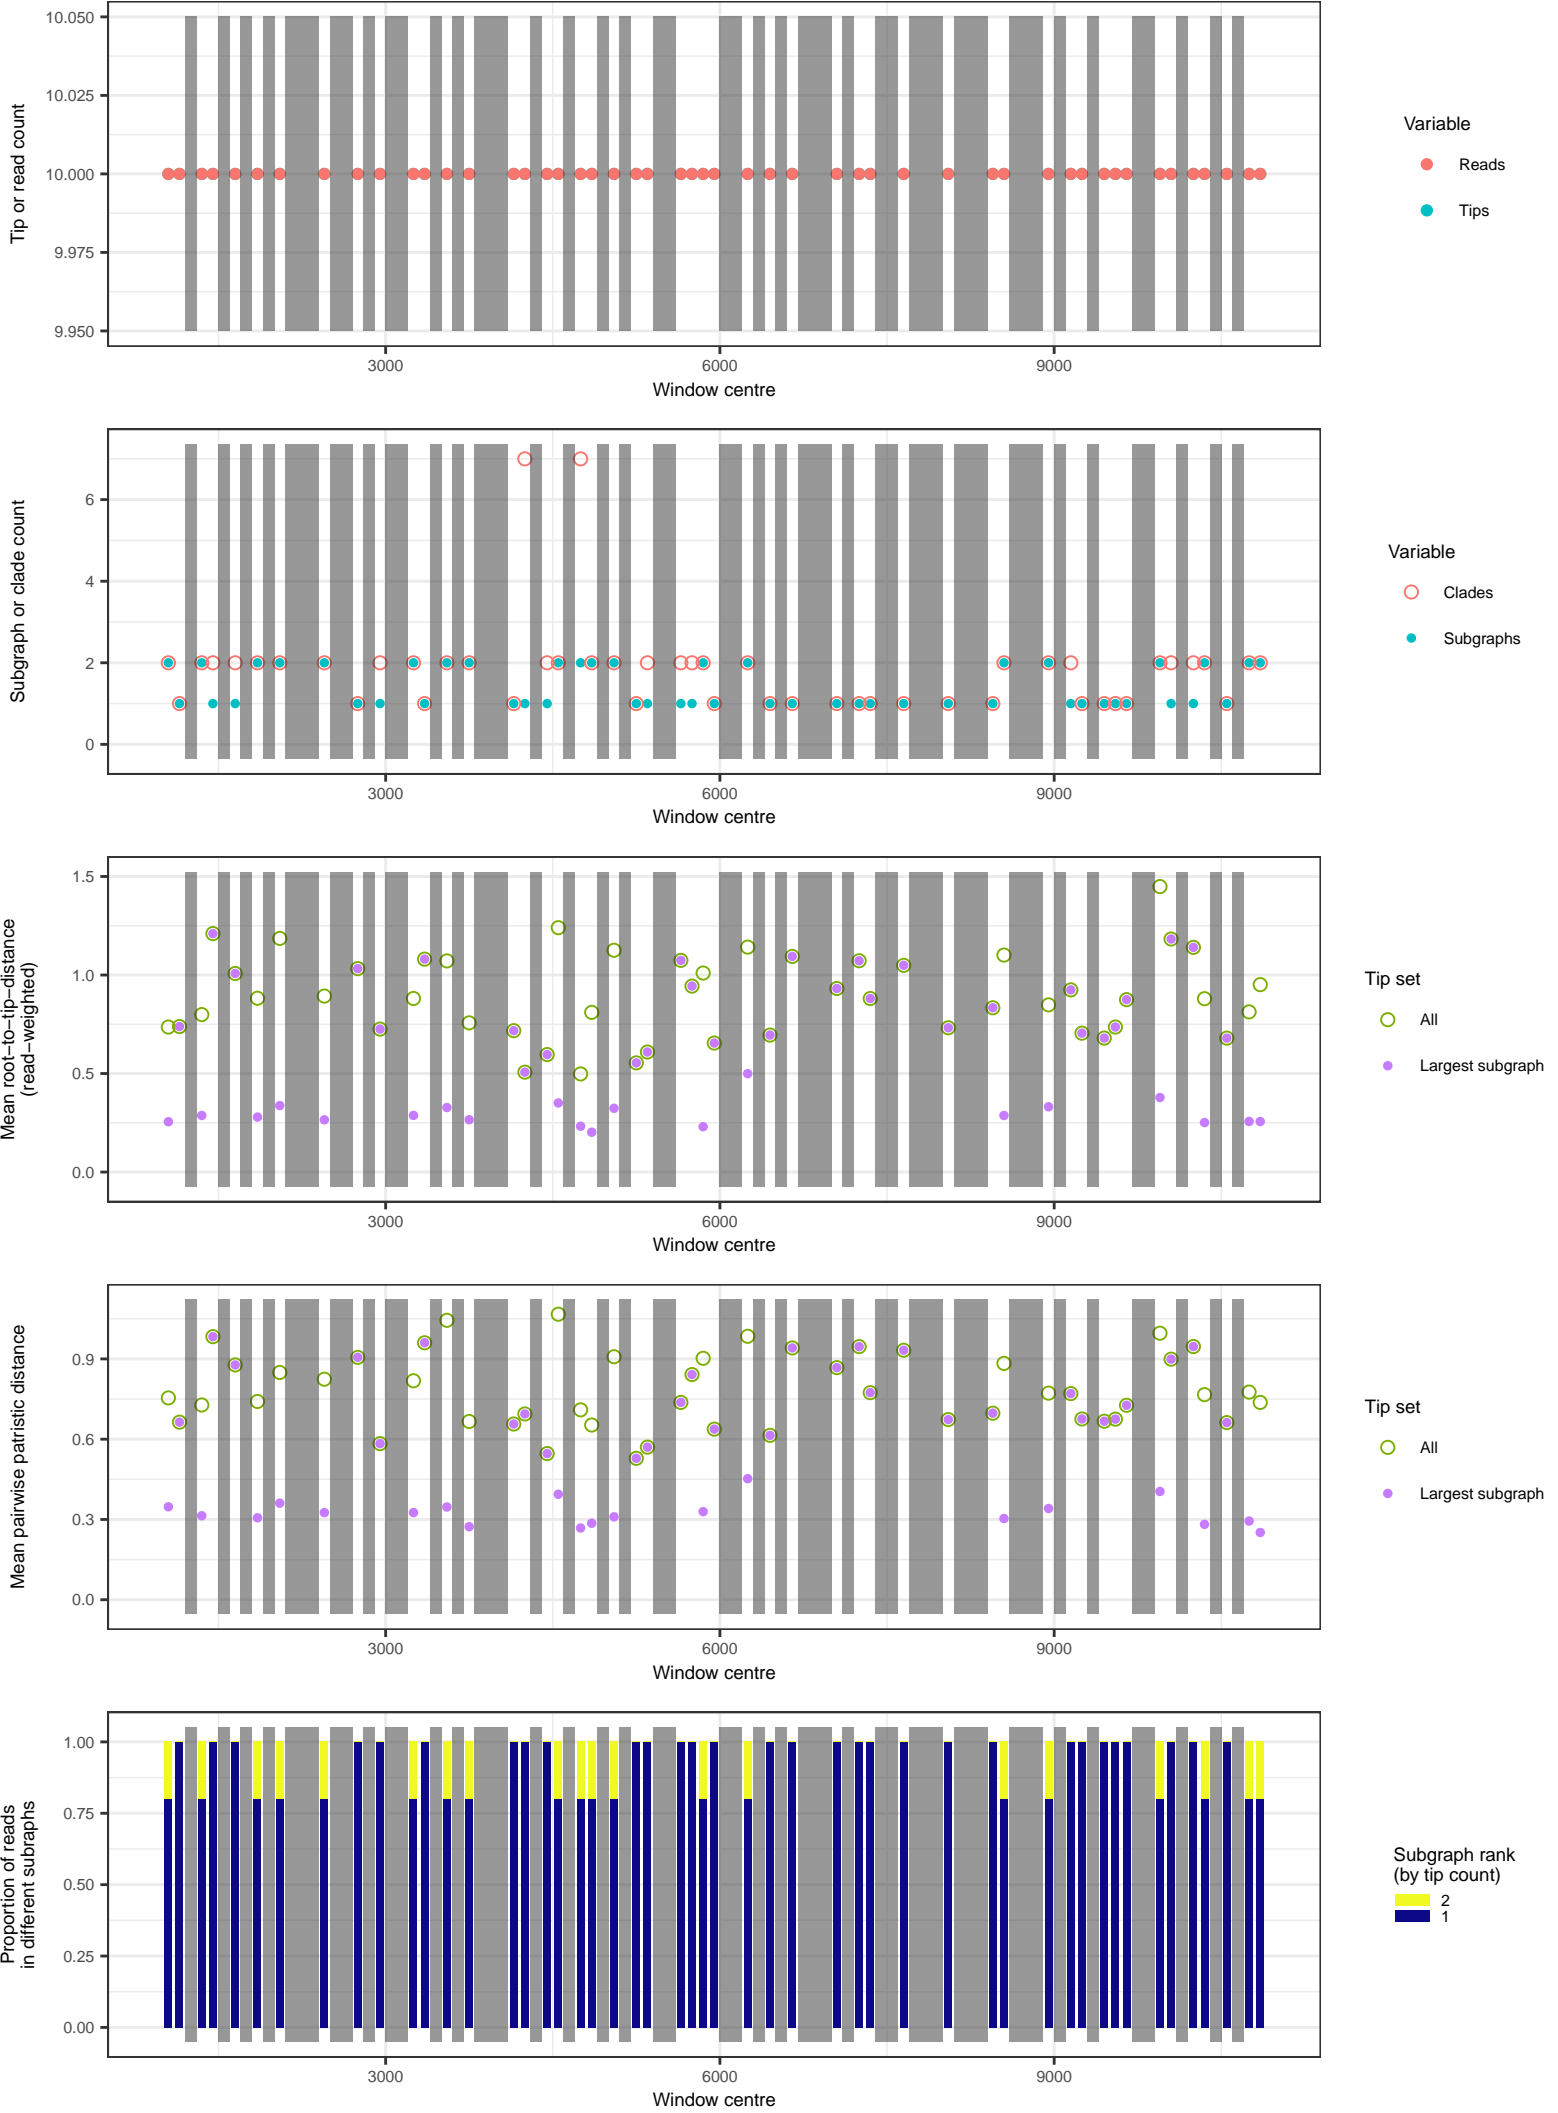 10.050
10.025
10.000
9.975
9.950
Tip or read count
3000
6000
9000
Window centre
Variable
Reads
Tips
6
4
2
0
Subgraph or clade count
3000
6000
9000
Window centre
Variable
Clades
Subgraphs
1.5
1.0
0.5
0.0
Mean root−to−tip−distance
(read−weighted)
3000
6000
9000
Window centre
Tip set
All
Largest subgraph
0.9
0.6
0.3
0.0
Mean pairwise patristic distance
3000
6000
9000
Window centre
Tip set
All
Largest subgraph
1.00
0.75
0.50
0.25
0.00
Proportion of reads
in different subraphs
3000
6000
9000
Window centre
Subgraph rank
(by tip count)
2
1